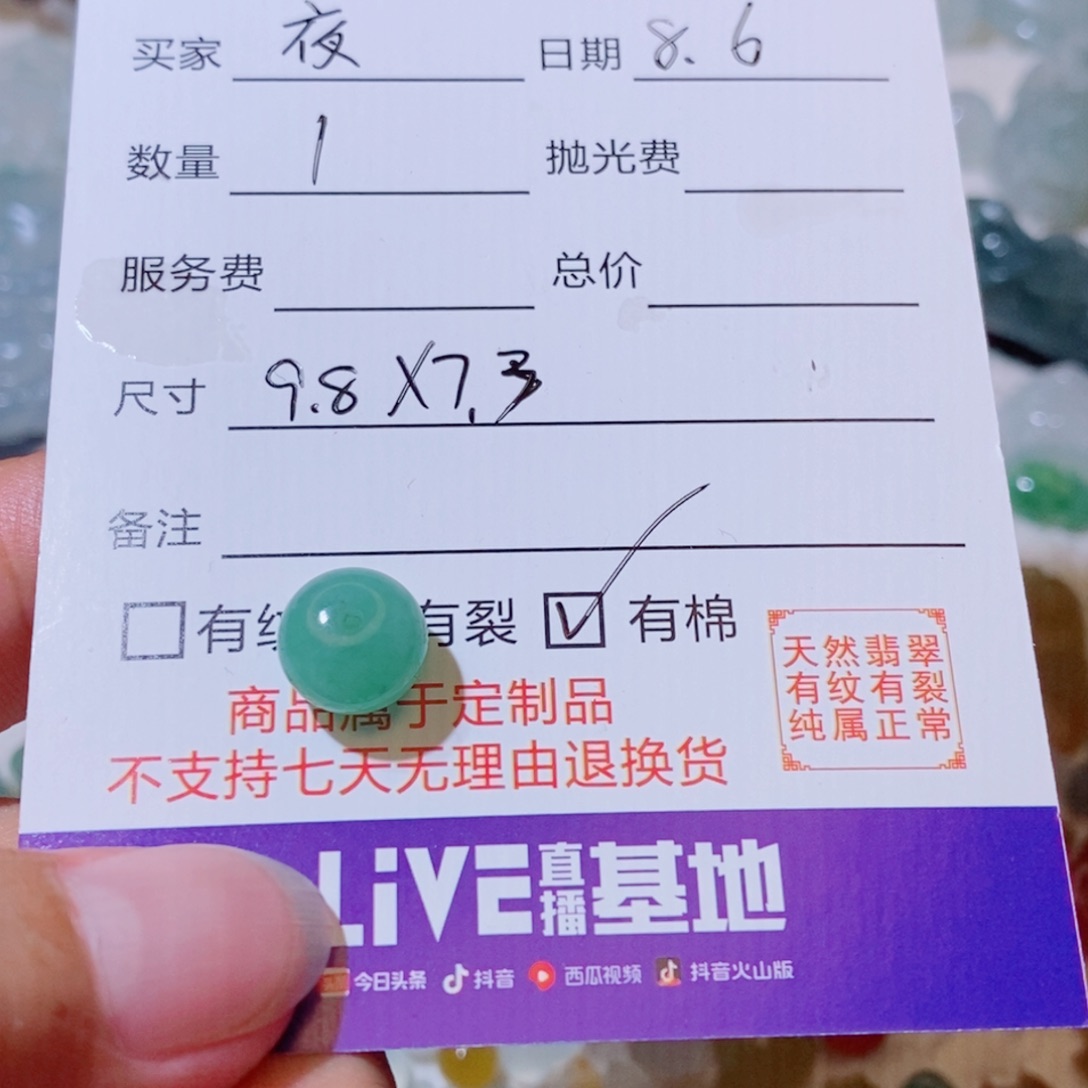 买家 夜 日期 8.6
数量 1 抛光费
服务费 总价
尺寸 9.8X7.3
备注
有纹 有裂 有棉
天然翡翠
有纹有裂
纯属正常
商品属于定制品
不支持七天无理由退换货
LiVE直播基地
今日头条 抖音 西瓜视频 抖音火山版